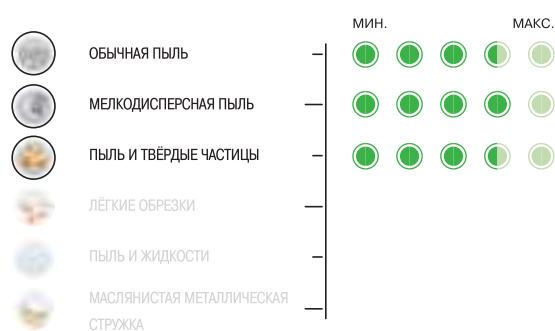 МИН. МАКС.
ОБЫЧНАЯ ПЫЛЬ
МЕЛКОДИСПЕРСНАЯ ПЫЛЬ
ПЫЛЬ И ТВЁРДЫЕ ЧАСТИЦЫ
ЛЁГКИЕ ОБРЕЗКИ
ПЫЛЬ И ЖИДКОСТИ
МАСЛЯНИСТАЯ МЕТАЛЛИЧЕСКАЯ
СТРУЖКА